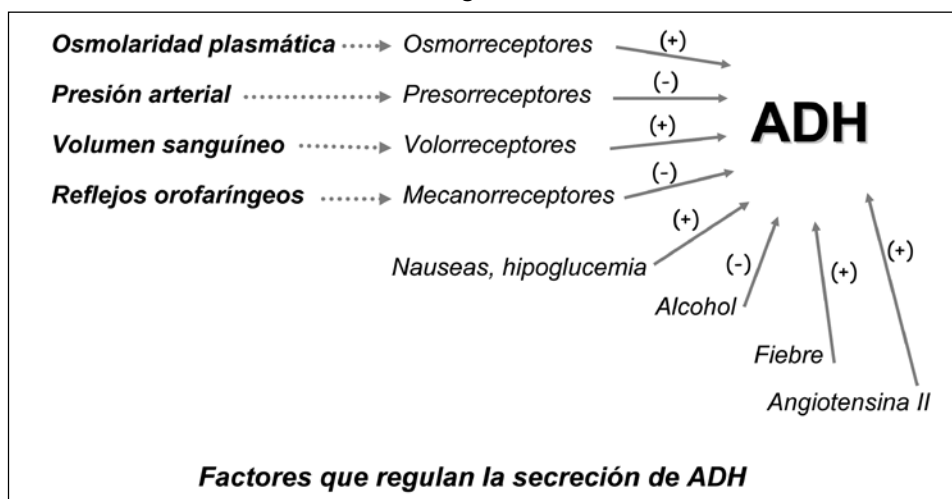 Osmolaridad plasmática Osmorreceptores (+)
Presión arterial Presorreceptores (-)
ADH
Volumen sanguíneo Volorreceptores (+)
Reflejos orofaríngeos Mecanorreceptores (-)
Nauseas, hipoglucemia (+)
Alcohol (-)
Fiebre (+)
Angiotensina II (+)
Factores que regulan la secreción de ADH